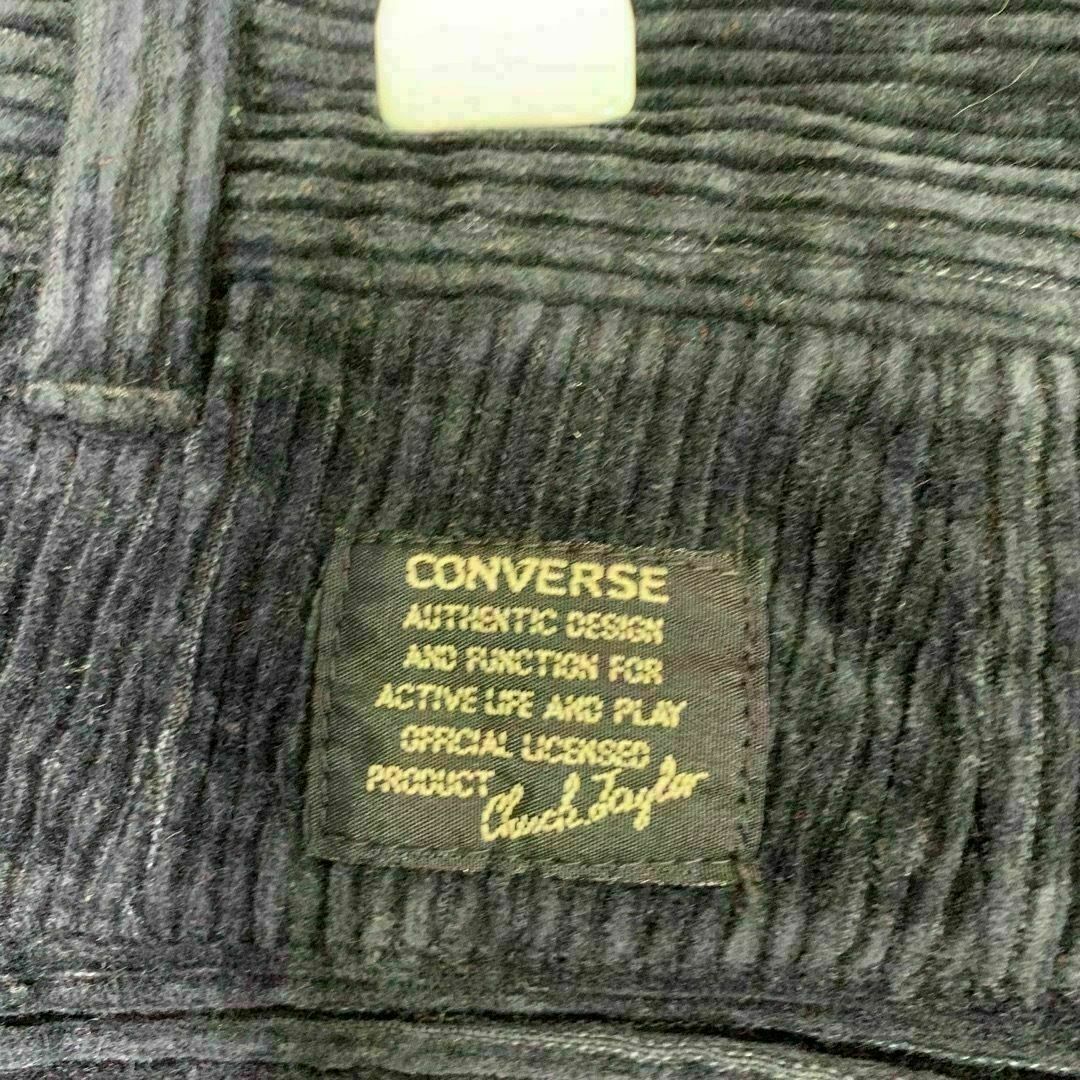 CONVERSE
AUTHENTIC DESIGN
AND FUNCTION FOR
ACTIVE LIFE AND PLAY
OFFICIAL LICENSED
PRODUCT Chuck Taylor